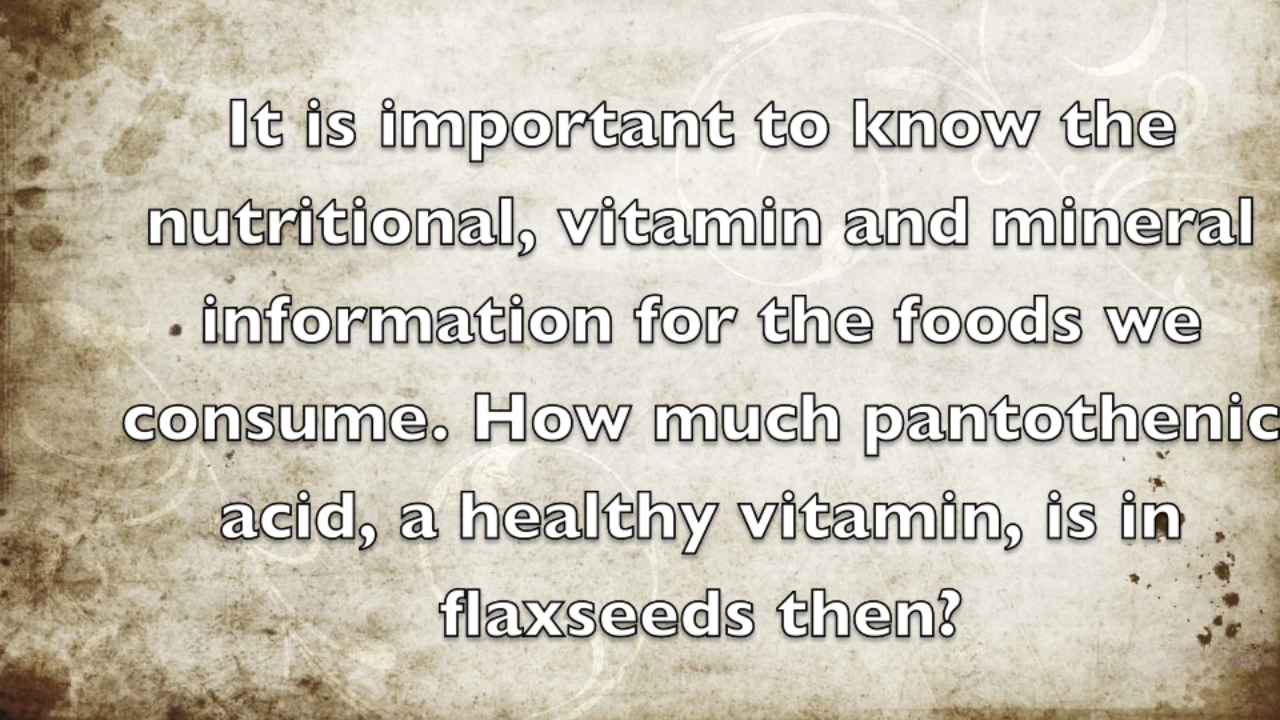 It is important to know the
nutritional, vitamin and mineral
information for the foods we
consume. How much pantothenic
acid, a healthy vitamin, is in
flaxseeds then?